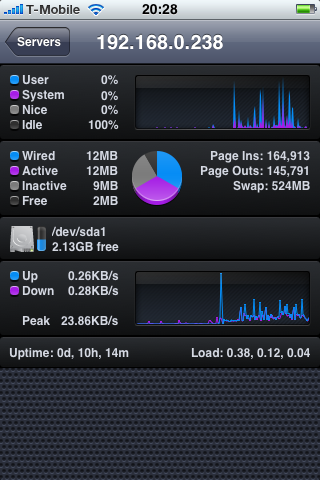 T-Mobile 20:28
Servers 192.168.0.238
User 0%
System 0%
Nice 0%
Idle 100%
Wired 12MB
Active 12MB
Inactive 9MB
Free 2MB
Page Ins: 164,913
Page Outs: 145,791
Swap: 524MB
/dev/sda1
2.13GB free
Up 0.26KB/s
Down 0.28KB/s
Peak 23.86KB/s
Uptime: 0d, 10h, 14m Load: 0.38, 0.12, 0.04